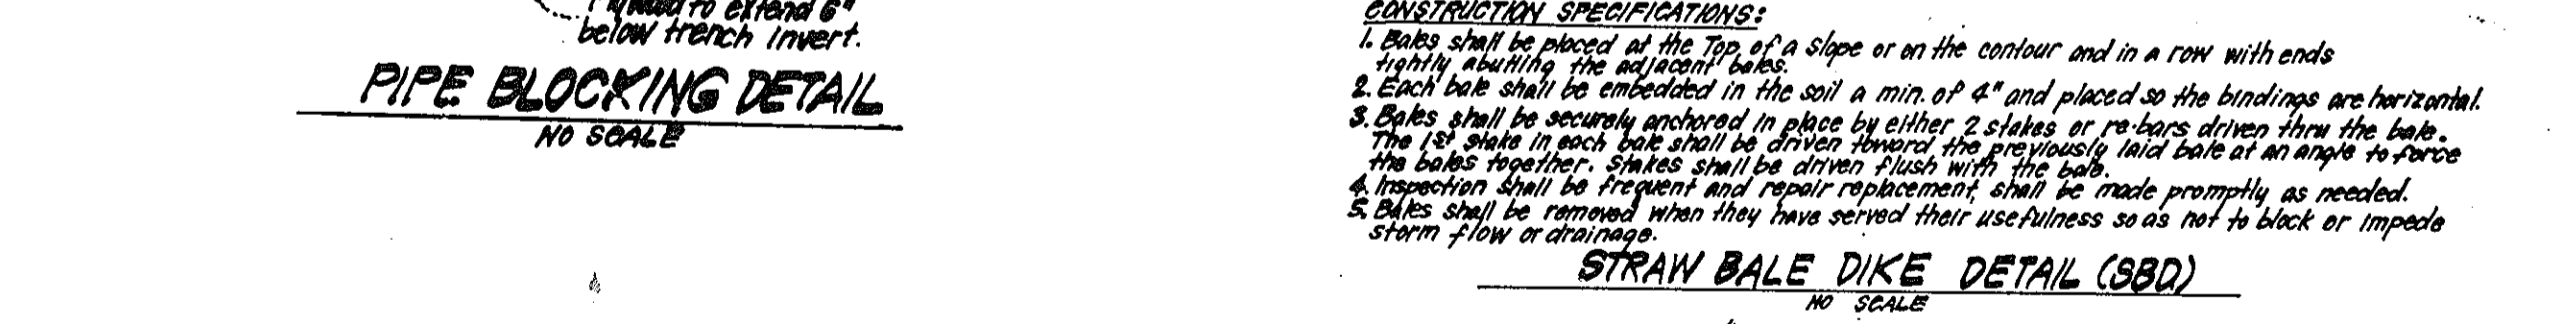 Plywood to extend 6"
below trench invert.
PIPE BLOCKING DETAIL
NO SCALE
CONSTRUCTION SPECIFICATIONS:
1. Bales shall be placed at the Top of a slope or on the contour and in a row with ends
tightly abutting the adjacent bales.
2. Each bale shall be embedded in the soil a min. of 4" and placed so the bindings are horizontal.
3. Bales shall be securely anchored in place by either 2 stakes or re-bars driven thru the bale.
The 1st stake in each bale shall be driven toward the previously laid bale at an angle to force
the bales together. Stakes shall be driven flush with the bale.
4. Inspection shall be frequent and repair replacement, shall be made promptly as needed.
5. Bales shall be removed when they have served their usefulness so as not to block or impede
storm flow or drainage.
STRAW BALE DIKE DETAIL (SBD)
NO SCALE